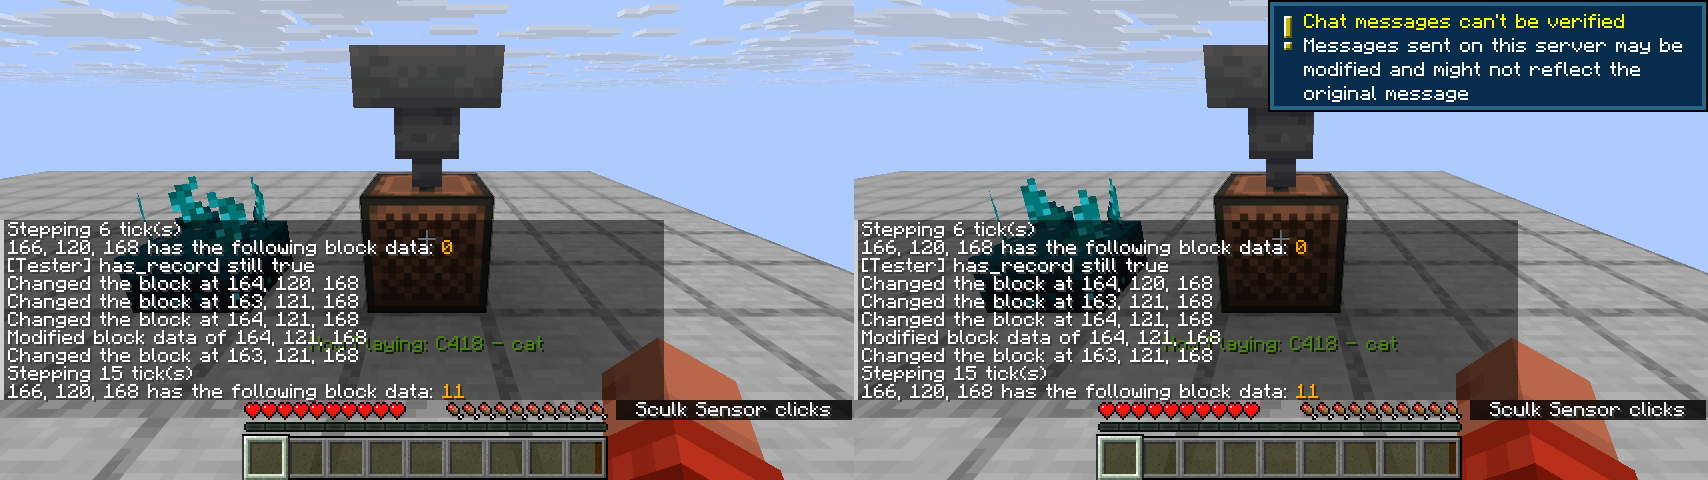 Stepping 6 tick(s)
166, 120, 168 has the following block data: 0
[Tester] has_record still true
Changed the block at 164, 120, 168
Changed the block at 163, 121, 168
Changed the block at 164, 121, 168
Modified block data of 164, 121, 168
Now Playing: C418 - cat
Changed the block at 163, 121, 168
Stepping 15 tick(s)
166, 120, 168 has the following block data: 11
Sculk Sensor clicks
Chat messages can't be verified
Messages sent on this server may be
modified and might not reflect the
original message
Stepping 6 tick(s)
166, 120, 168 has the following block data: 0
[Tester] has_record still true
Changed the block at 164, 120, 168
Changed the block at 163, 121, 168
Changed the block at 164, 121, 168
Modified block data of 164, 121, 168
Now Playing: C418 - cat
Changed the block at 163, 121, 168
Stepping 15 tick(s)
166, 120, 168 has the following block data: 11
Sculk Sensor clicks